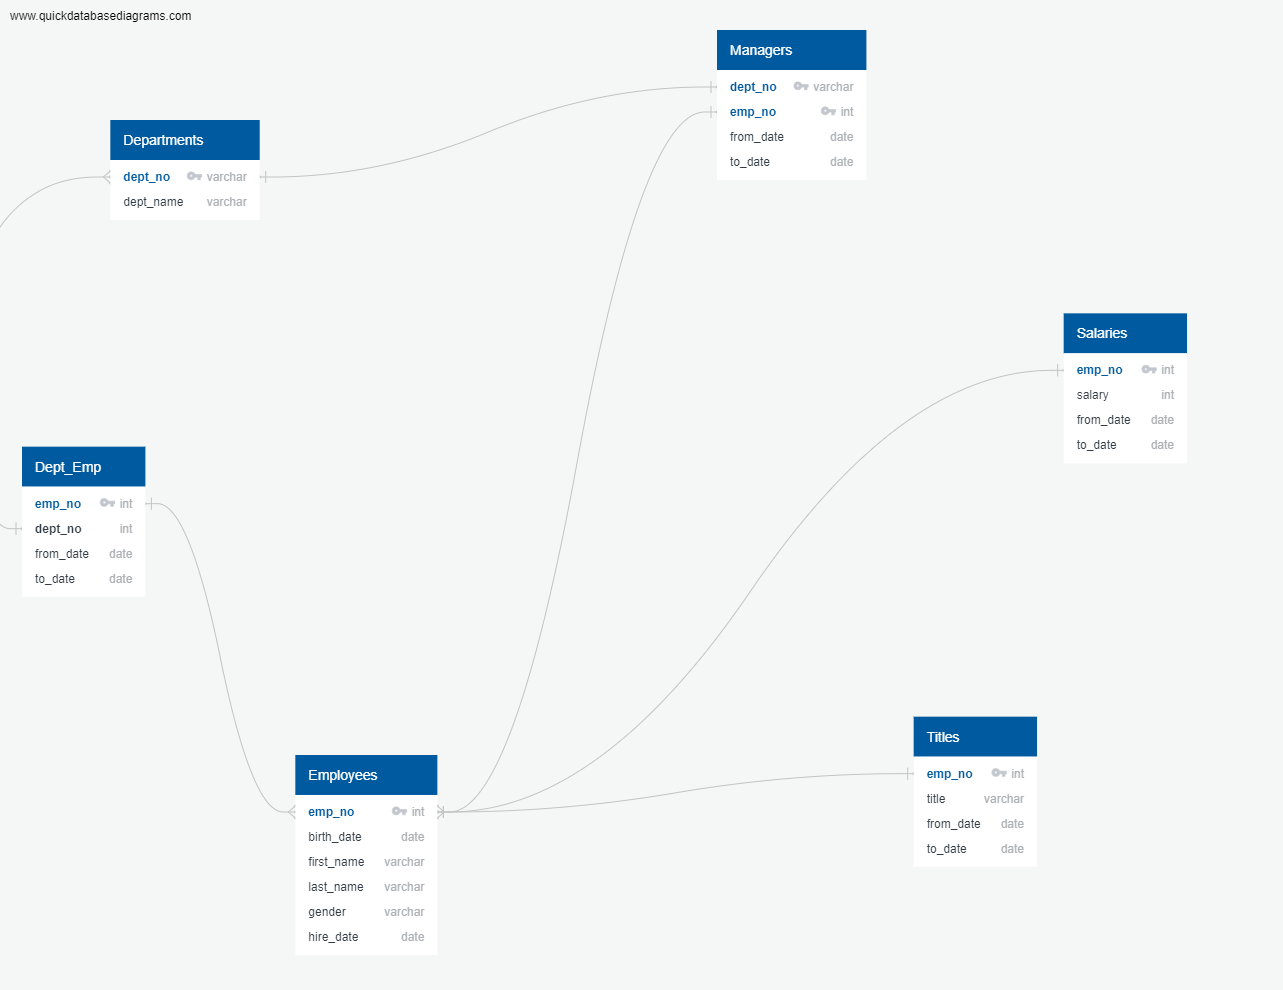 www.quickdatabasediagrams.com
Managers
dept_no varchar
emp_no int
from_date date
to_date date
Departments
dept_no varchar
dept_name varchar
Salaries
emp_no int
salary int
from_date date
to_date date
Dept_Emp
emp_no int
dept_no int
from_date date
to_date date
Titles
emp_no int
title varchar
from_date date
to_date date
Employees
emp_no int
birth_date date
first_name varchar
last_name varchar
gender varchar
hire_date date